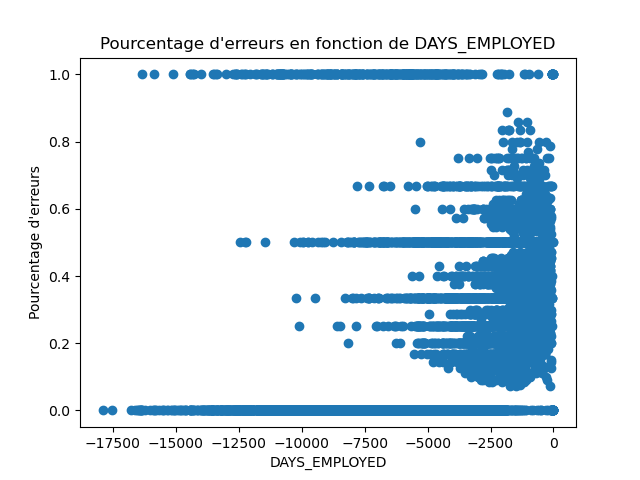 Pourcentage d'erreurs en fonction de DAYS_EMPLOYED
1.0
0.8
0.6
0.4
0.2
0.0
Pourcentage d'erreurs
−17500 −15000 −12500 −10000 −7500 −5000 −2500 0
DAYS_EMPLOYED